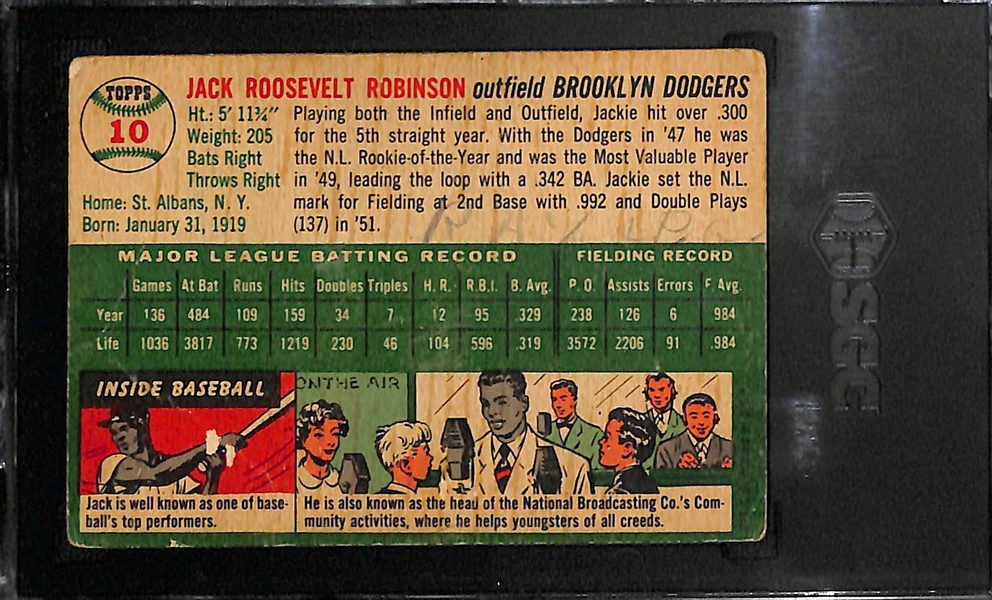 TOPPS
10
JACK ROOSEVELT ROBINSON outfield BROOKLYN DODGERS
Ht.: 5' 11¾"
Weight: 205
Bats Right
Throws Right
Home: St. Albans, N. Y.
Born: January 31, 1919
Playing both the Infield and Outfield, Jackie hit over .300
for the 5th straight year. With the Dodgers in '47 he was
the N.L. Rookie-of-the-Year and was the Most Valuable Player
in '49, leading the loop with a .342 BA. Jackie set the N.L.
mark for Fielding at 2nd Base with .992 and Double Plays
(137) in '51.
MAJOR LEAGUE BATTING RECORD FIELDING RECORD
Games At Bat Runs Hits Doubles Triples H. R. R.B.I. B. Avg. P. O. Assists Errors F Avg.
Year 136 484 109 159 34 7 12 95 .329 238 126 6 984
Life 1036 3817 773 1219 230 46 104 596 .319 3572 2206 91 .984
INSIDE BASEBALL
ON THE AIR
Jack is well known as one of base-
ball's top performers.
He is also known as the head of the National Broadcasting Co.'s Com-
munity activities, where he helps youngsters of all creeds.
SGC